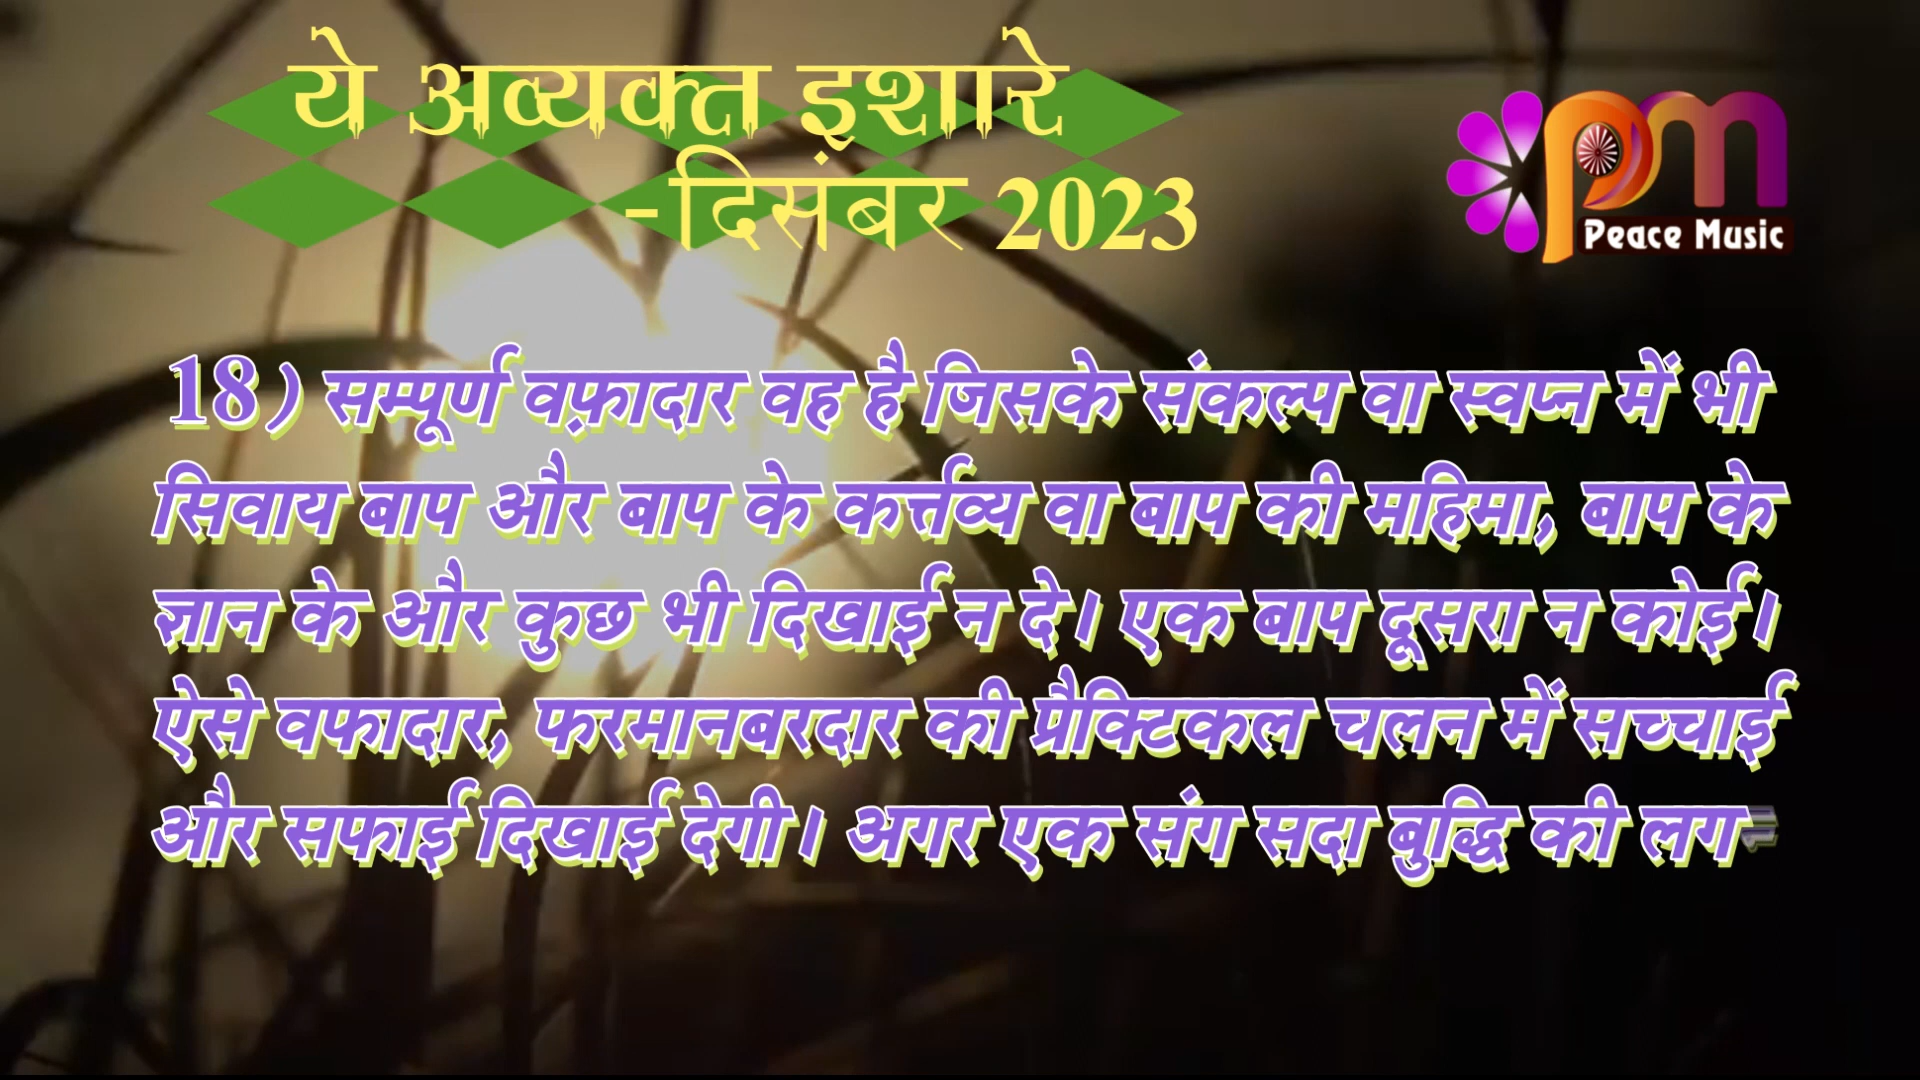 ये अव्यक्त इशारे
-दिसंबर 2023
pm
Peace Music
18) सम्पूर्ण वफ़ादार वह है जिसके संकल्प वा स्वप्न में भी
सिवाय बाप और बाप के कर्त्तव्य वा बाप की महिमा, बाप के
ज्ञान के और कुछ भी दिखाई न दे। एक बाप दूसरा न कोई।
ऐसे वफादार, फरमानबरदार की प्रैक्टिकल चलन में सच्चाई
और सफाई दिखाई देगी। अगर एक संग सदा बुद्धि की लग